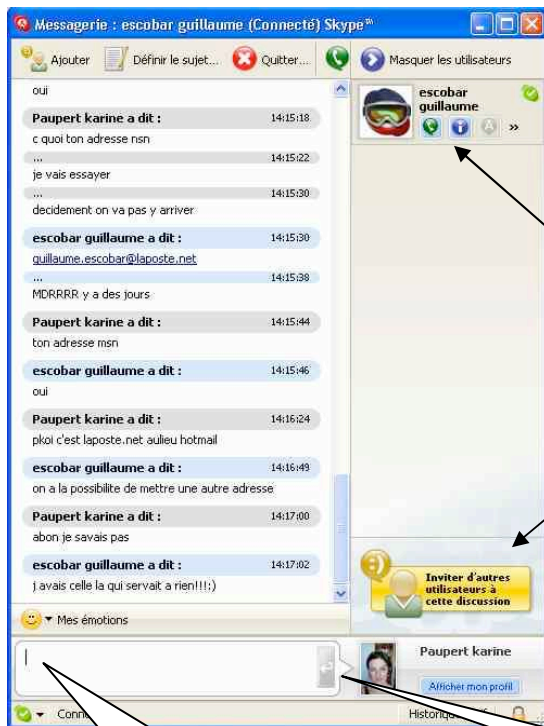 Messagerie : escobar guillaume (Connecté) Skype™
Ajouter Définir le sujet... Quitter... Masquer les utilisateurs
oui
Paupert karine a dit : 14:15:18
c quoi ton adresse nsn
... 14:15:22
je vais essayer
... 14:15:30
decidement on va pas y arriver
escobar guillaume a dit : 14:15:30
guillaume.escobar@laposte.net
... 14:15:38
MDRRRR y a des jours
Paupert karine a dit : 14:15:44
ton adresse msn
escobar guillaume a dit : 14:15:46
oui
Paupert karine a dit : 14:16:24
pkoi c'est laposte.net aulieu hotmail
escobar guillaume a dit : 14:16:49
on a la possibilite de mettre une autre adresse
Paupert karine a dit : 14:17:00
abon je savais pas
escobar guillaume a dit : 14:17:02
j avais celle la qui servait a rien!!!:)
Mes émotions
escobar
guillaume
»
Inviter d'autres
utilisateurs à
cette discussion
Paupert karine
Afficher mon profil